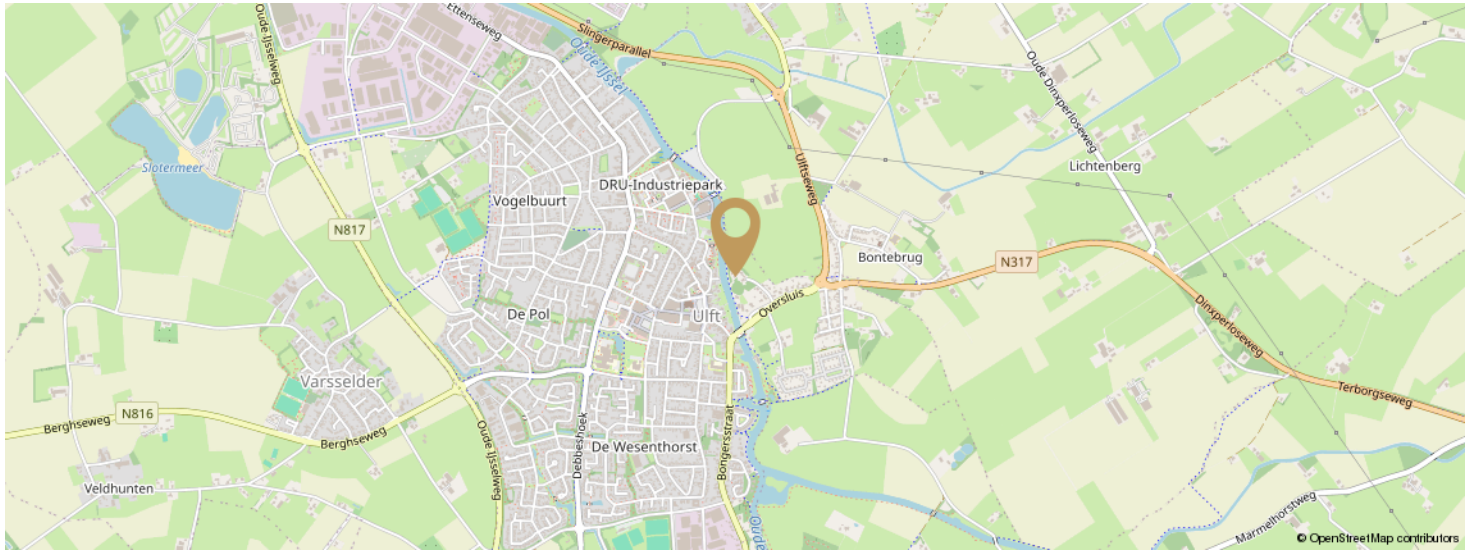 Ettenseweg
Oude IJsselweg
Oude IJssel
Slingerparallel
Oude Dinxperloseweg
Slotermeer
Lichtenberg
Ulftseweg
DRU-Industriepark
Vogelbuurt
N817
Bontebrug
N317
Oversluis
De Pol
Ulft
Dinxperloseweg
Varsselder
Terborgseweg
N816
Berghseweg
Berghseweg
Debbeshoek
Bongersstraat
Oude IJsselweg
De Wesenthorst
Veldhunten
Oude
Marmelhorstweg
© OpenStreetMap contributors